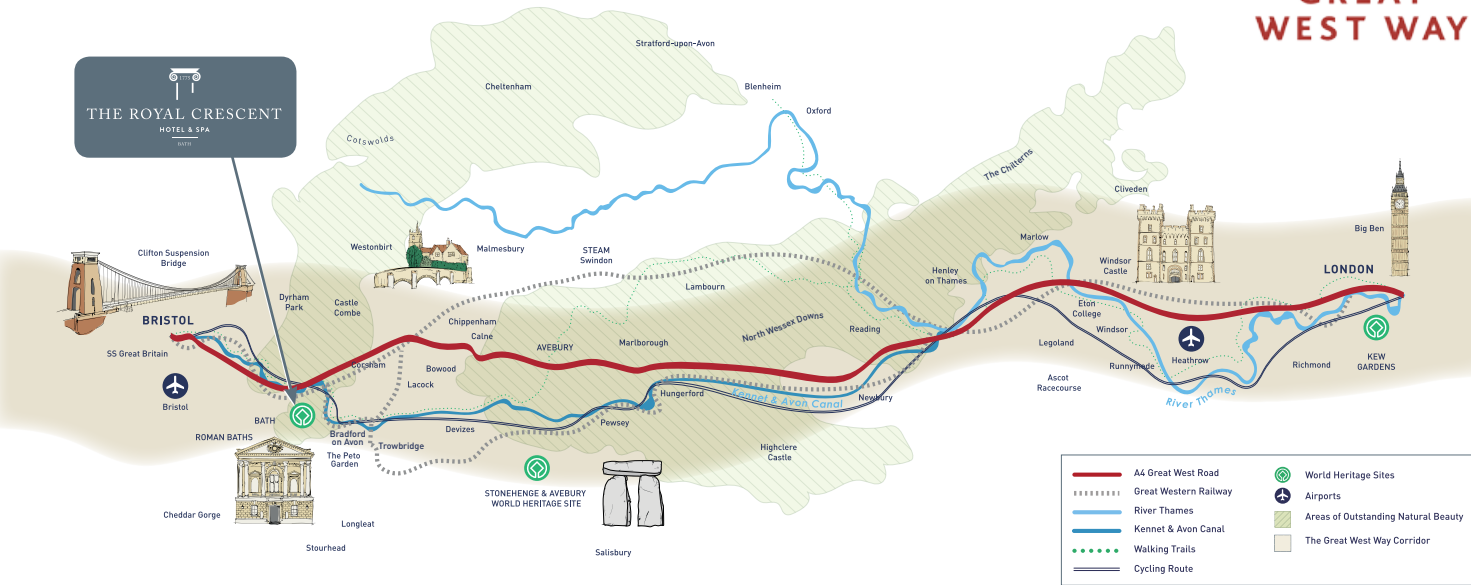 GREAT
WEST WAY
1775
THE ROYAL CRESCENT
HOTEL & SPA
BATH
Stratford-upon-Avon
Cheltenham
Blenheim
Oxford
Cotswolds
The Chilterns
Cliveden
Big Ben
Westonbirt
Malmesbury
STEAM
Swindon
Marlow
Clifton Suspension
Bridge
Windsor
Castle
LONDON
Henley
on Thames
Lambourn
Dyrham
Park
Castle
Combe
Eton
College
BRISTOL
Chippenham
Calne
North Wessex Downs
Reading
Windsor
SS Great Britain
AVEBURY
Marlborough
Legoland
Heathrow
Runnymede
Richmond
KEW
GARDENS
Corsham
Bowood
Lacock
Ascot
Racecourse
Bristol
Hungerford
Kennet & Avon Canal
Newbury
River Thames
BATH
Devizes
Pewsey
ROMAN BATHS
Bradford
on Avon
Trowbridge
The Peto
Garden
Highclere
Castle
STONEHENGE & AVEBURY
WORLD HERITAGE SITE
Cheddar Gorge
Longleat
Stourhead
Salisbury
A4 Great West Road
Great Western Railway
River Thames
Kennet & Avon Canal
Walking Trails
Cycling Route
World Heritage Sites
Airports
Areas of Outstanding Natural Beauty
The Great West Way Corridor